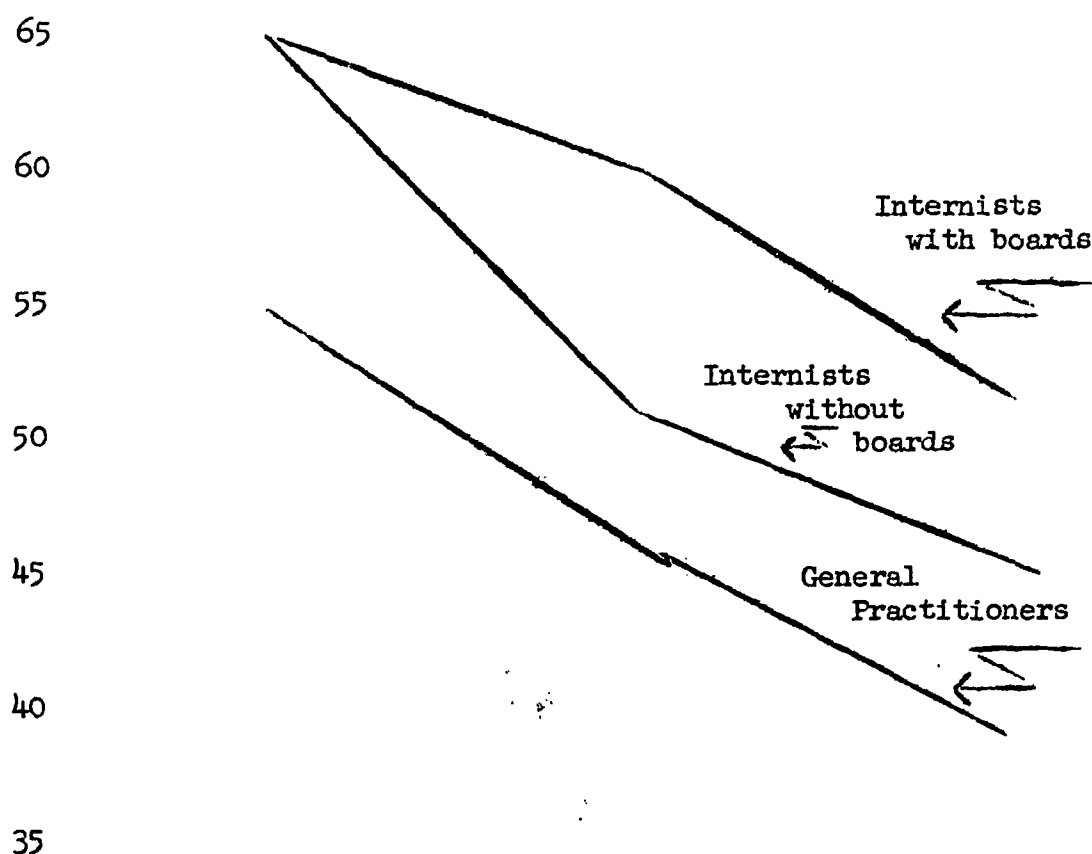 65
60
Internists
with boards
55
Internists
without
boards
50
45
General
Practitioners
40
35